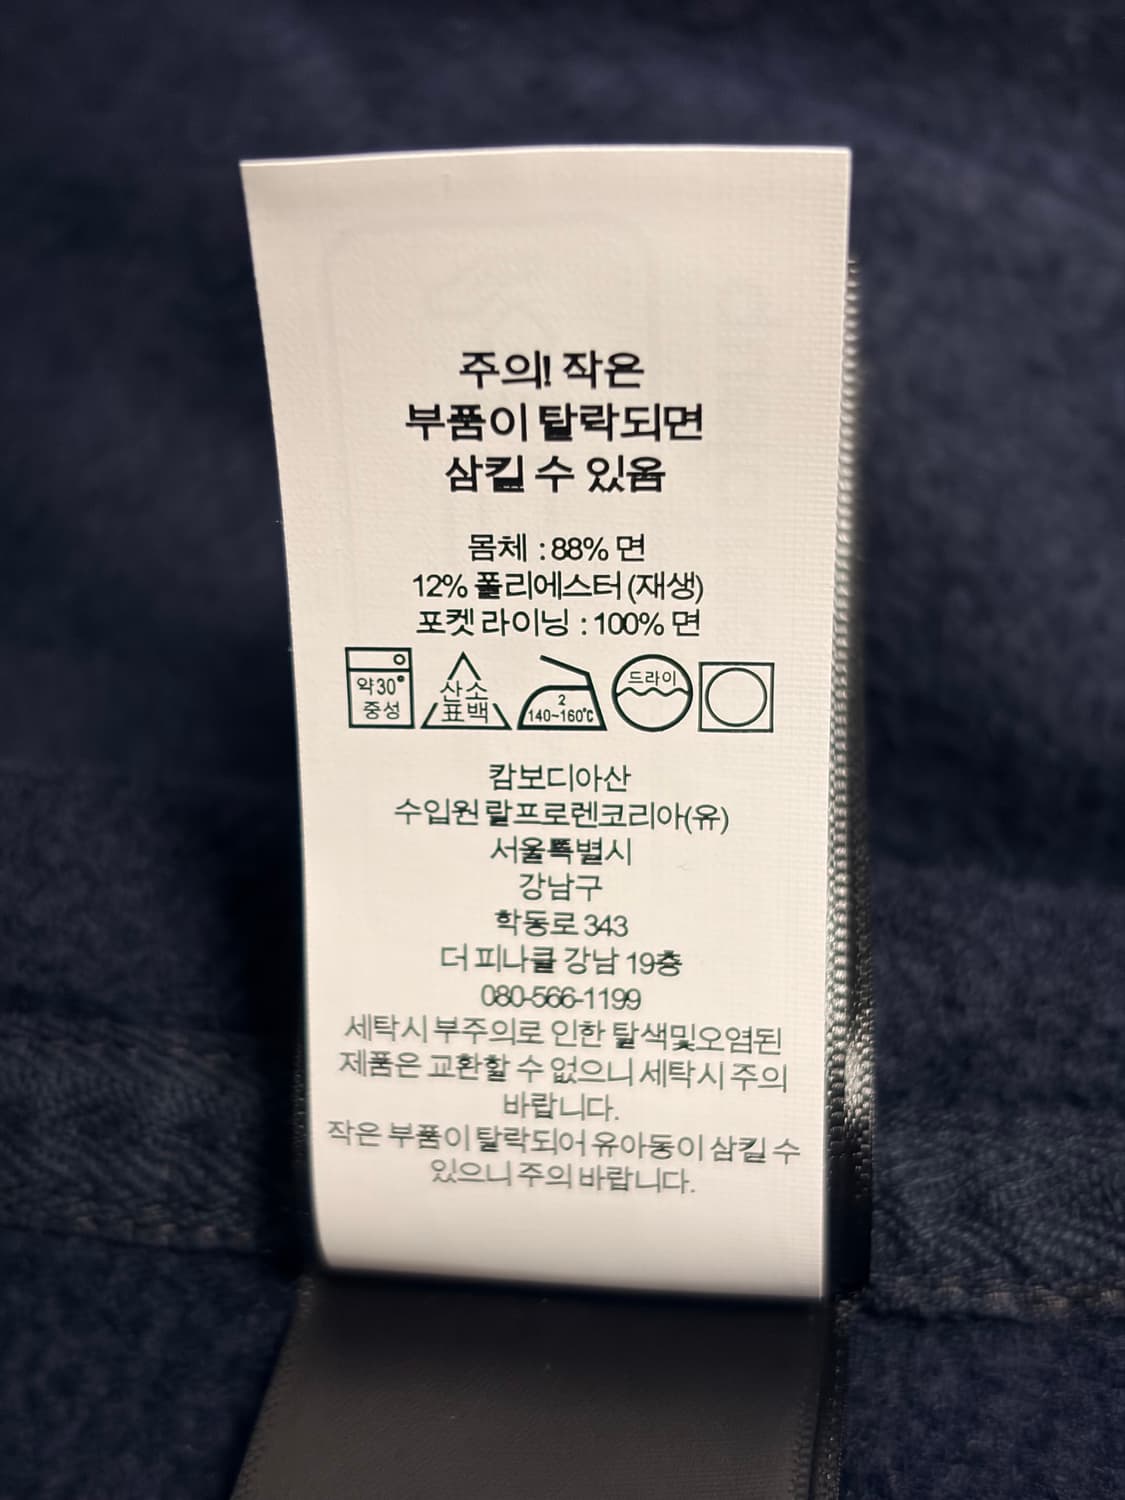 주의! 작은
부품이 탈락되면
삼킬 수 있음
몸체 : 88% 면
12% 폴리에스터 (재생)
포켓 라이닝 : 100% 면
약30°
중성
산소
표백
2
140~160℃
드라이
캄보디아산
수입원 랄프로렌코리아(유)
서울특별시
강남구
학동로 343
더 피나클 강남 19층
080-566-1199
세탁시 부주의로 인한 탈색및오염된
제품은 교환할 수 없으니 세탁시 주의
바랍니다.
작은 부품이 탈락되어 유아동이 삼킬 수
있으니 주의 바랍니다.